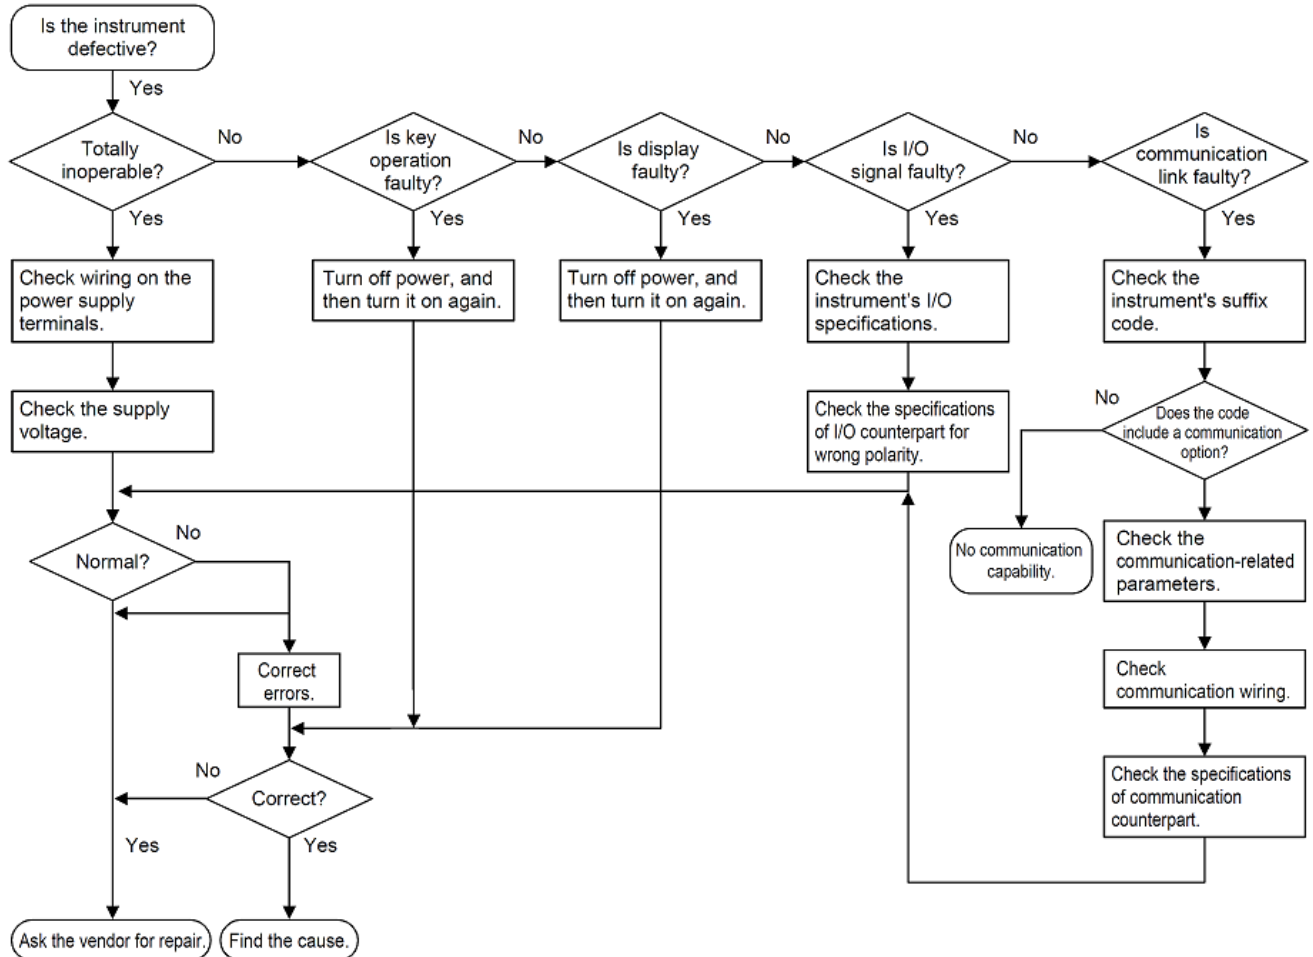 Is the instrument
defective?
Yes
Totally
inoperable?
No
Is key
operation
faulty?
No
Is display
faulty?
No
Is I/O
signal faulty?
No
Is
communication
link faulty?
Yes
Yes
Yes
Yes
Yes
Check wiring on the
power supply
terminals.
Turn off power, and
then turn it on again.
Turn off power, and
then turn it on again.
Check the
instrument's I/O
specifications.
Check the
instrument's suffix
code.
Check the supply
voltage.
Check the specifications
of I/O counterpart for
wrong polarity.
No
Does the code
include a communication
option?
Normal?
No
No communication
capability.
Check the
communication-related
parameters.
Correct
errors.
Check
communication wiring.
No
Correct?
Check the specifications
of communication
counterpart.
Yes
Yes
Ask the vendor for repair.
Find the cause.